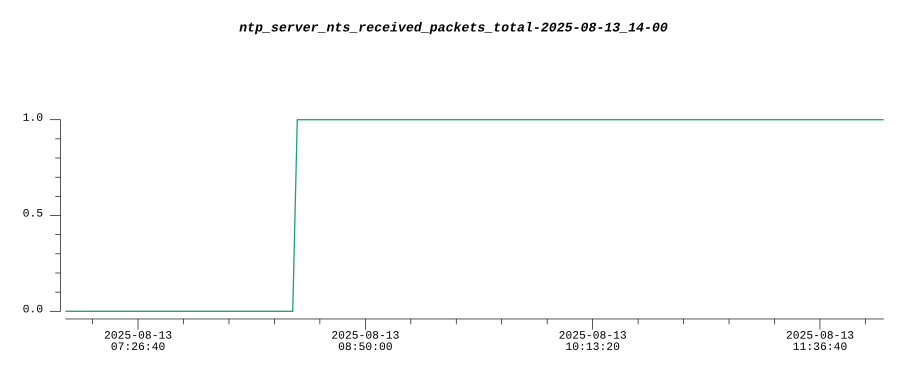 ntp_server_nts_received_packets_total-2025-08-13_14-00
1.0
0.5
0.0
2025-08-13 2025-08-13 2025-08-13 2025-08-13
07:26:40 08:50:00 10:13:20 11:36:40